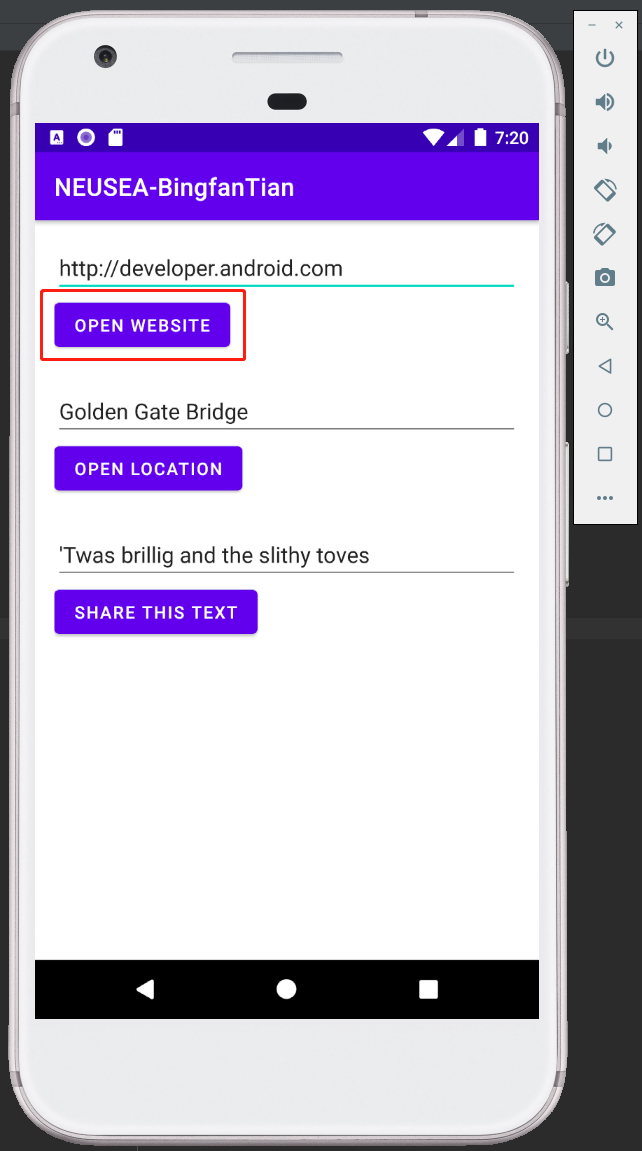 7:20
NEUSEA-BingfanTian
http://developer.android.com
OPEN WEBSITE
Golden Gate Bridge
OPEN LOCATION
'Twas brillig and the slithy toves
SHARE THIS TEXT